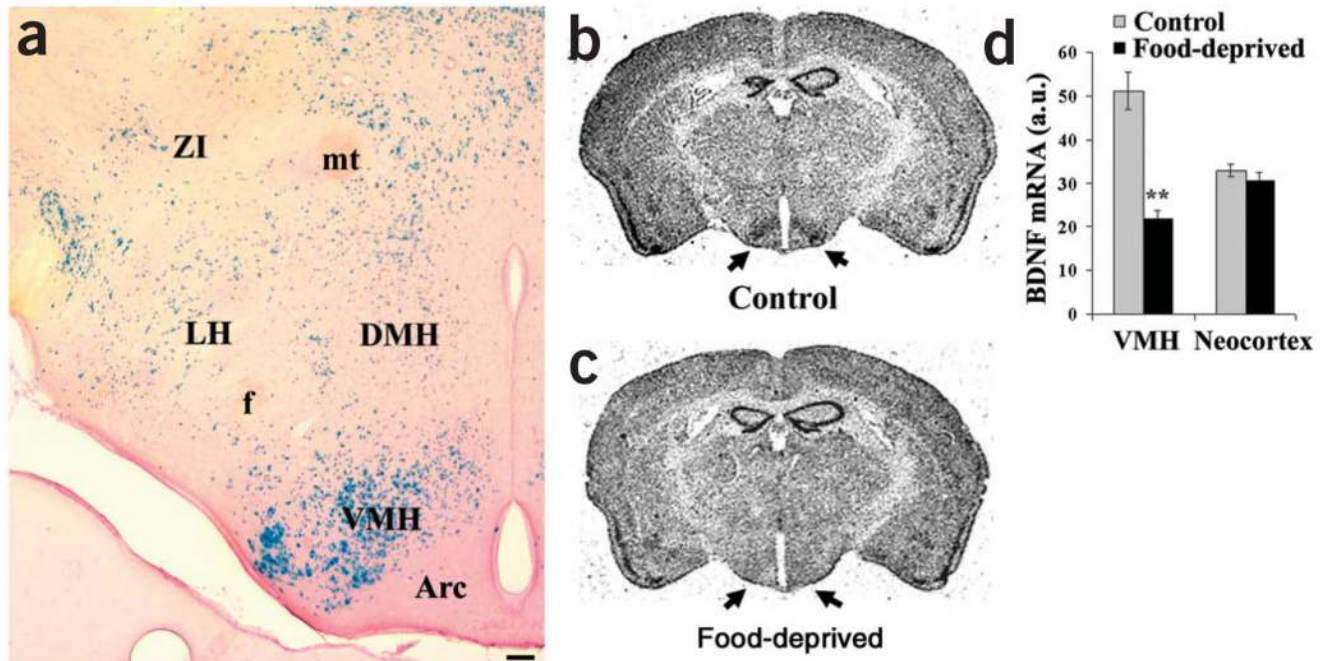 a
ZI
mt
LH
DMH
f
VMH
Arc
b
Control
c
Food-deprived
d
Control
Food-deprived
BDNF mRNA (a.u.)
60
50
40
30
20
10
0
**
VMH Neocortex